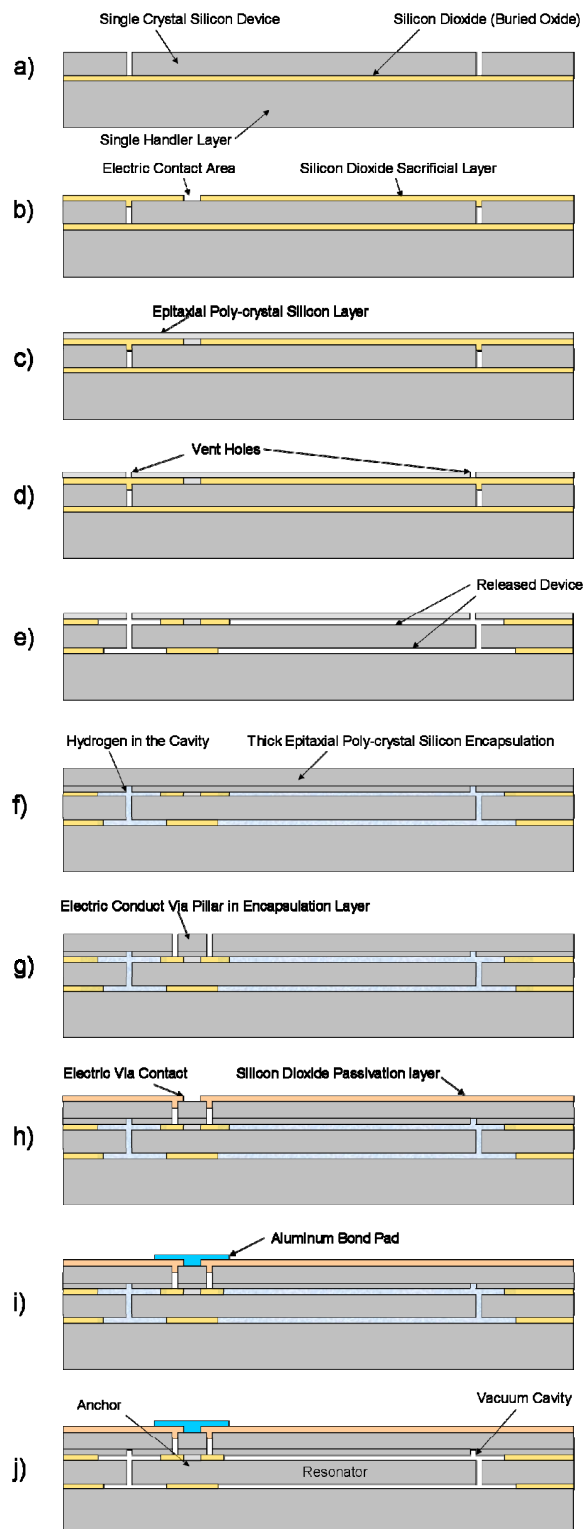 Single Crystal Silicon Device
Silicon Dioxide (Buried Oxide)
a)
Single Handler Layer
Electric Contact Area
Silicon Dioxide Sacrificial Layer
b)
Epitaxial Poly-crystal Silicon Layer
c)
Vent Holes
d)
Released Device
e)
Hydrogen in the Cavity
Thick Epitaxial Poly-crystal Silicon Encapsulation
f)
Electric Conduct Via Pillar in Encapsulation Layer
g)
Electric Via Contact
Silicon Dioxide Passivation layer
h)
Aluminum Bond Pad
i)
Anchor
Vacuum Cavity
j)
Resonator